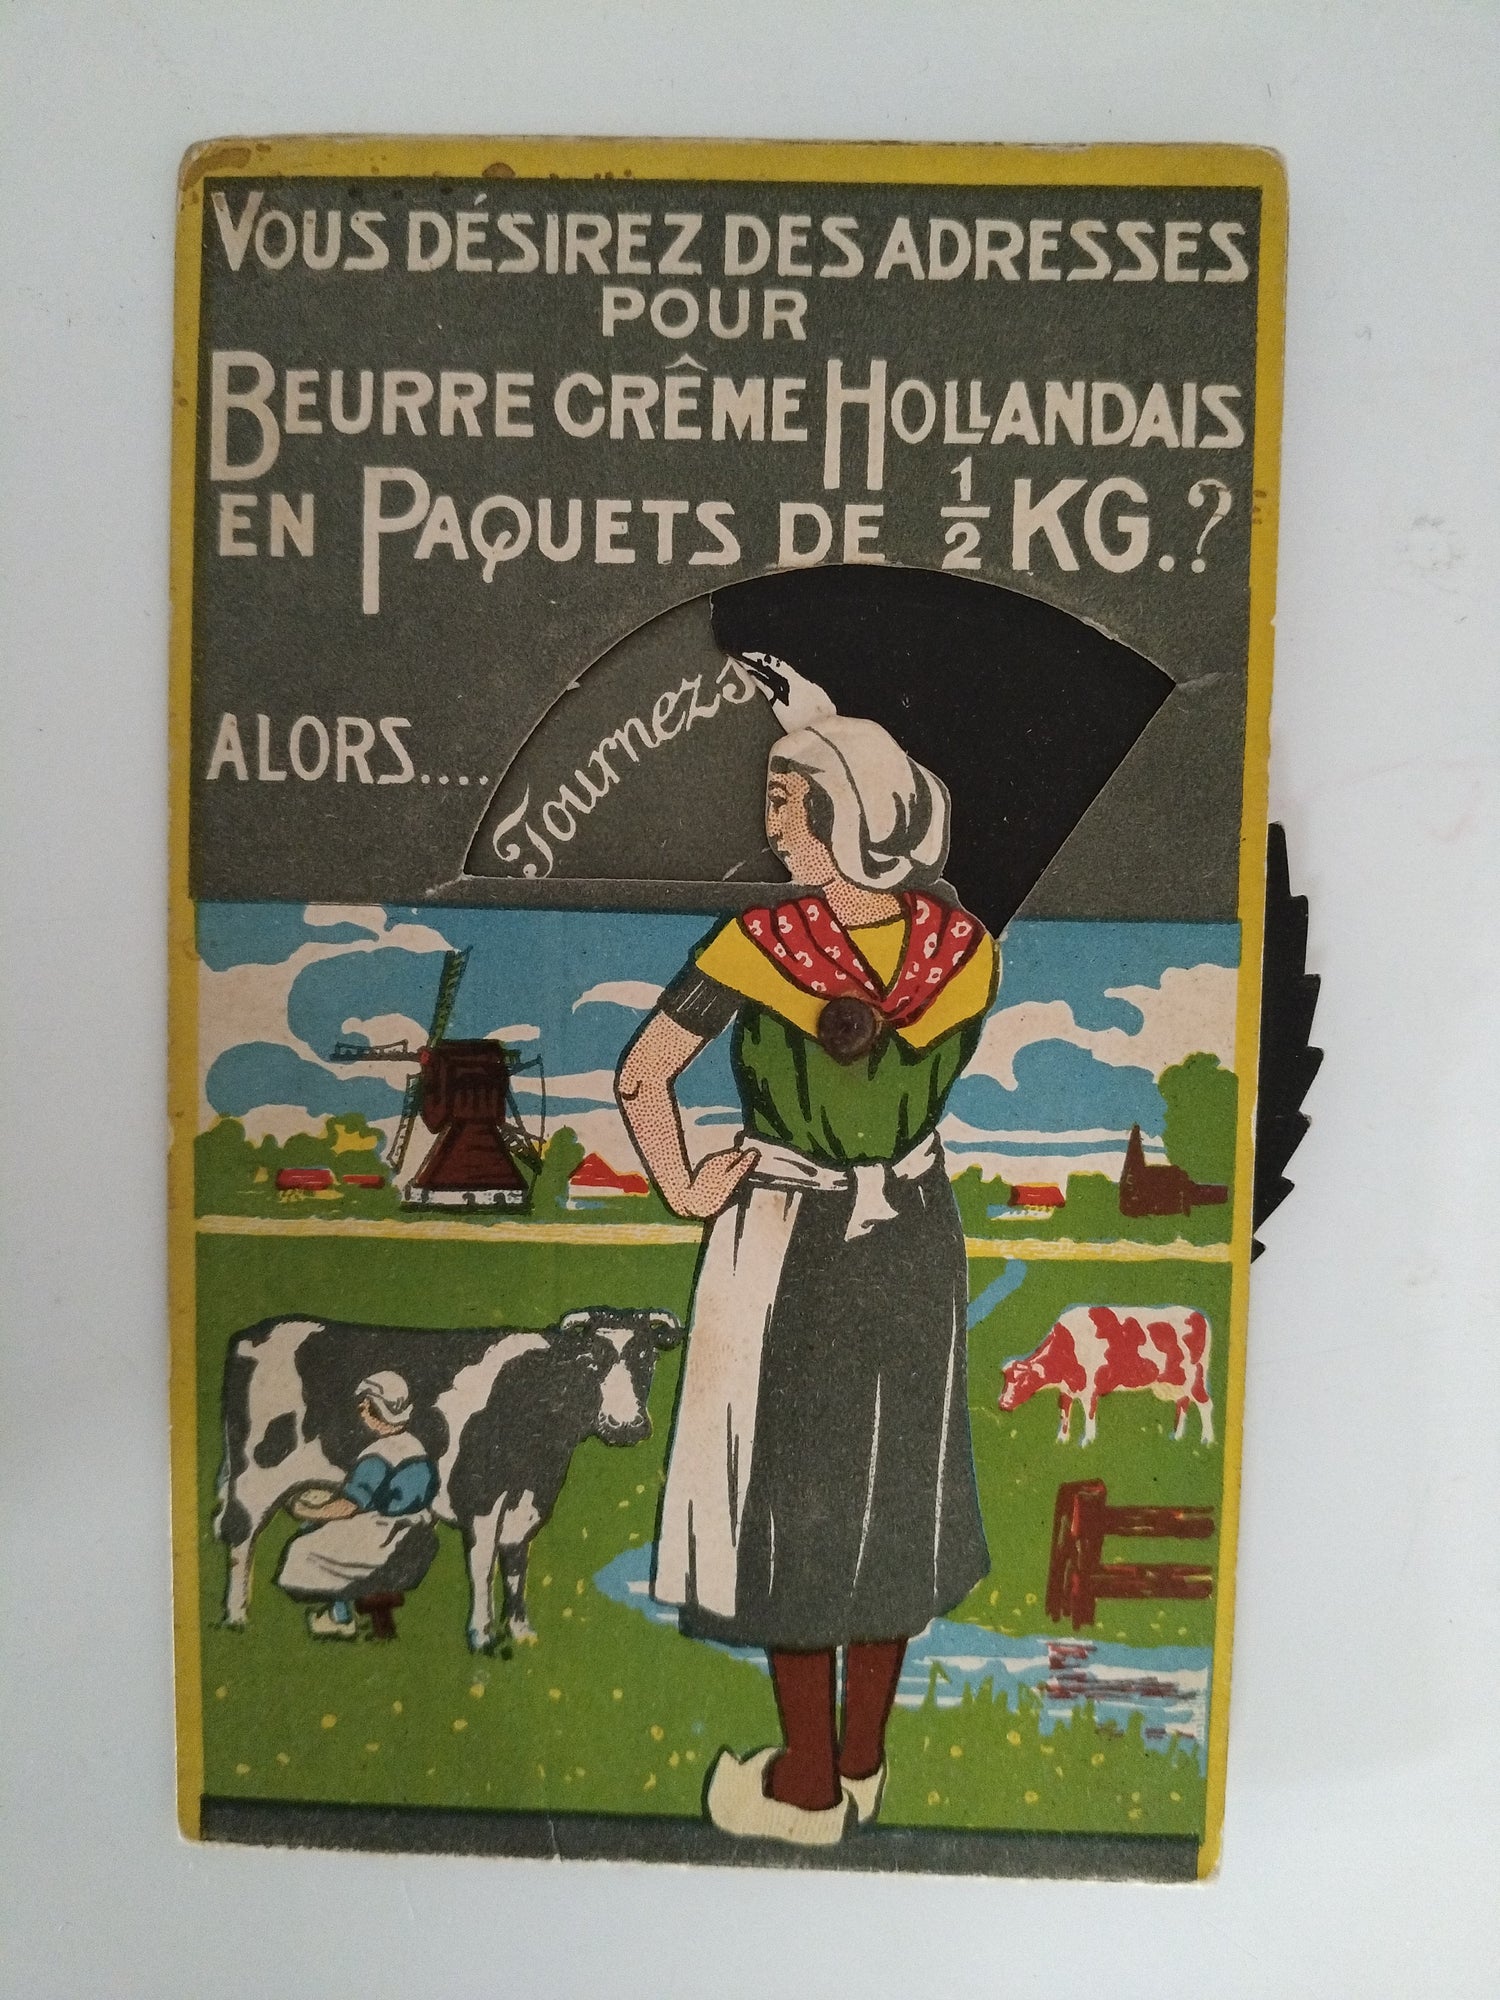 VOUS DÉSIREZ DES ADRESSES
POUR
BEURRE CRÊME HOLLANDAIS
EN PAQUETS DE ½ KG.?
ALORS....
Tournez s